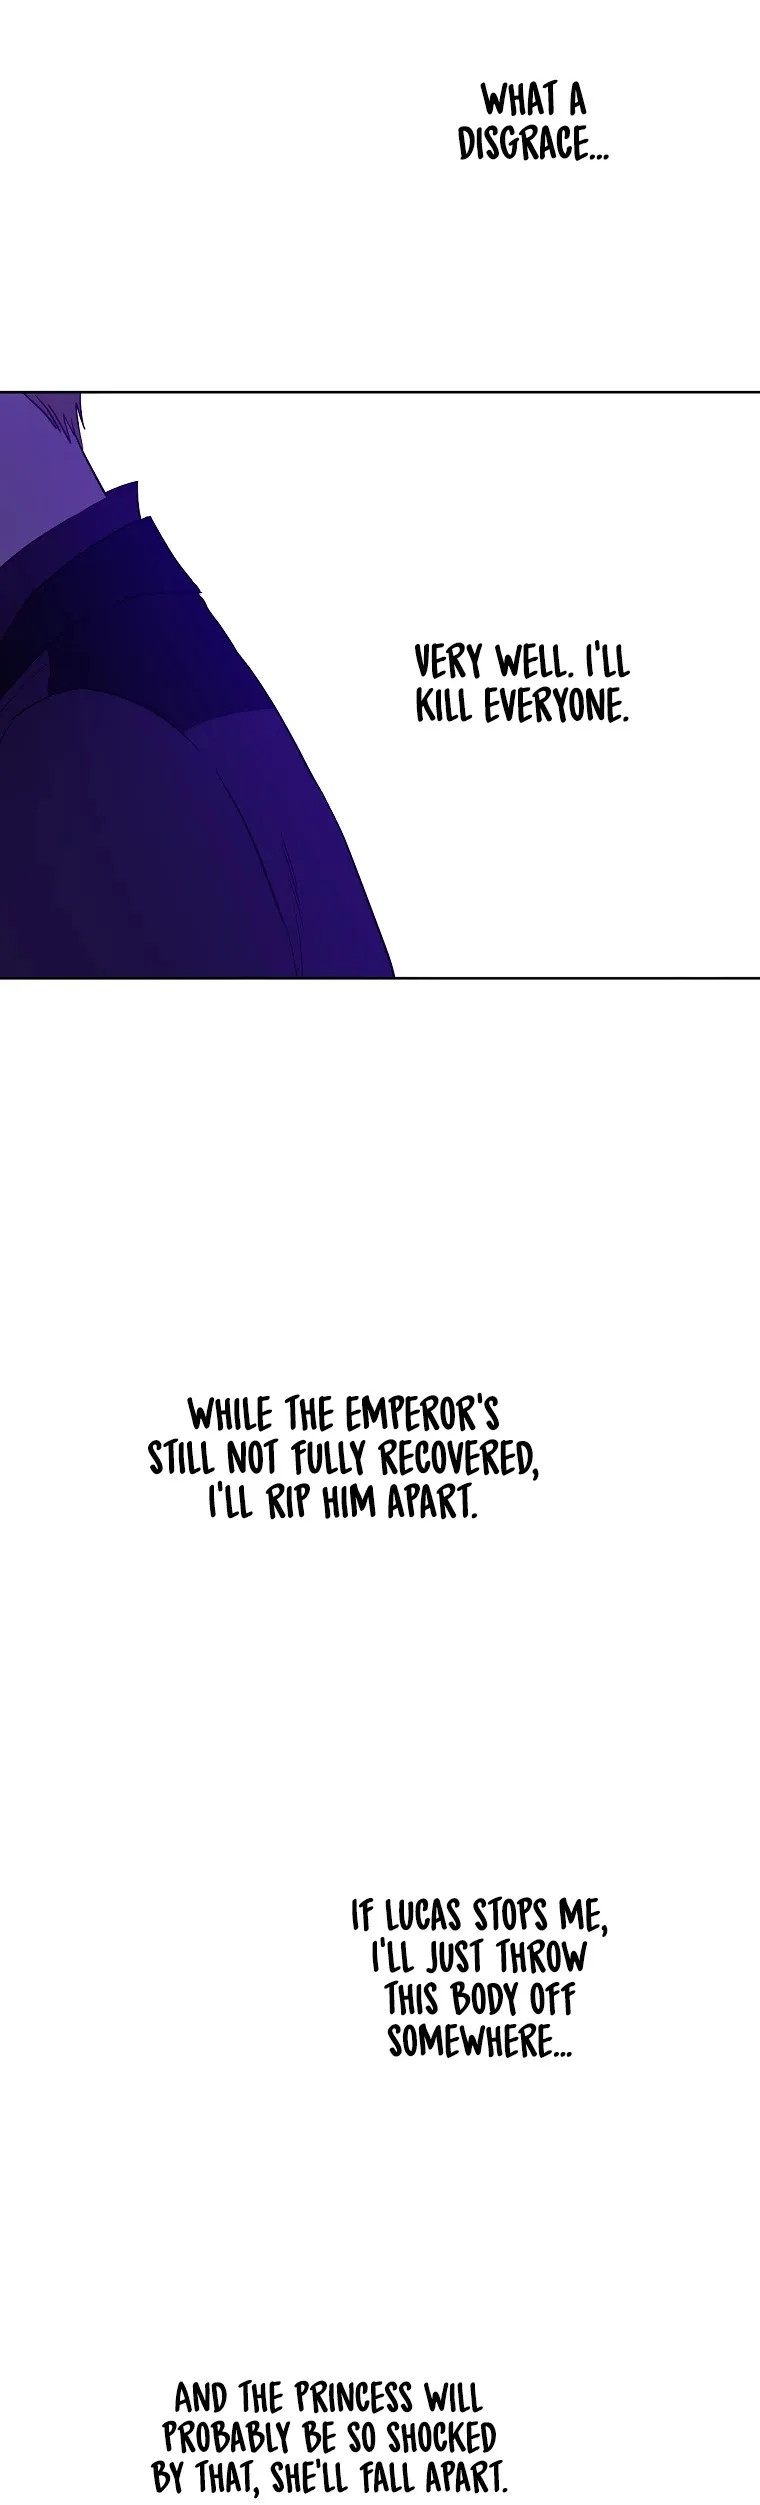 WHAT A
DISGRACE...
VERY WELL. I'LL
KILL EVERYONE.
WHILE THE EMPEROR'S
STILL NOT FULLY RECOVERED,
I'LL RIP HIM APART.
IF LUCAS STOPS ME,
I'LL JUST THROW
THIS BODY OFF
SOMEWHERE...
AND THE PRINCESS WILL
PROBABLY BE SO SHOCKED
BY THAT, SHE'LL FALL APART.